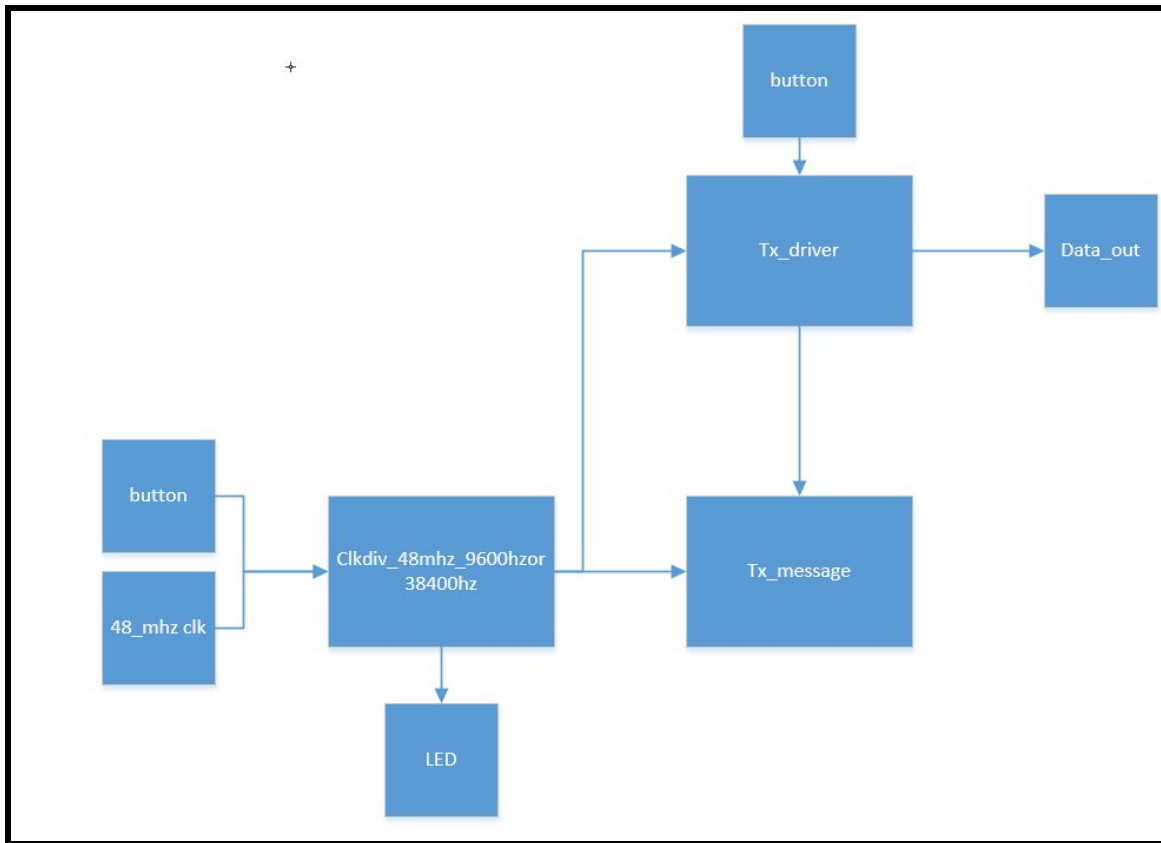 button
Tx_driver
Data_out
button
Clkdiv_48mhz_9600hzor
38400hz
Tx_message
48_mhz clk
LED